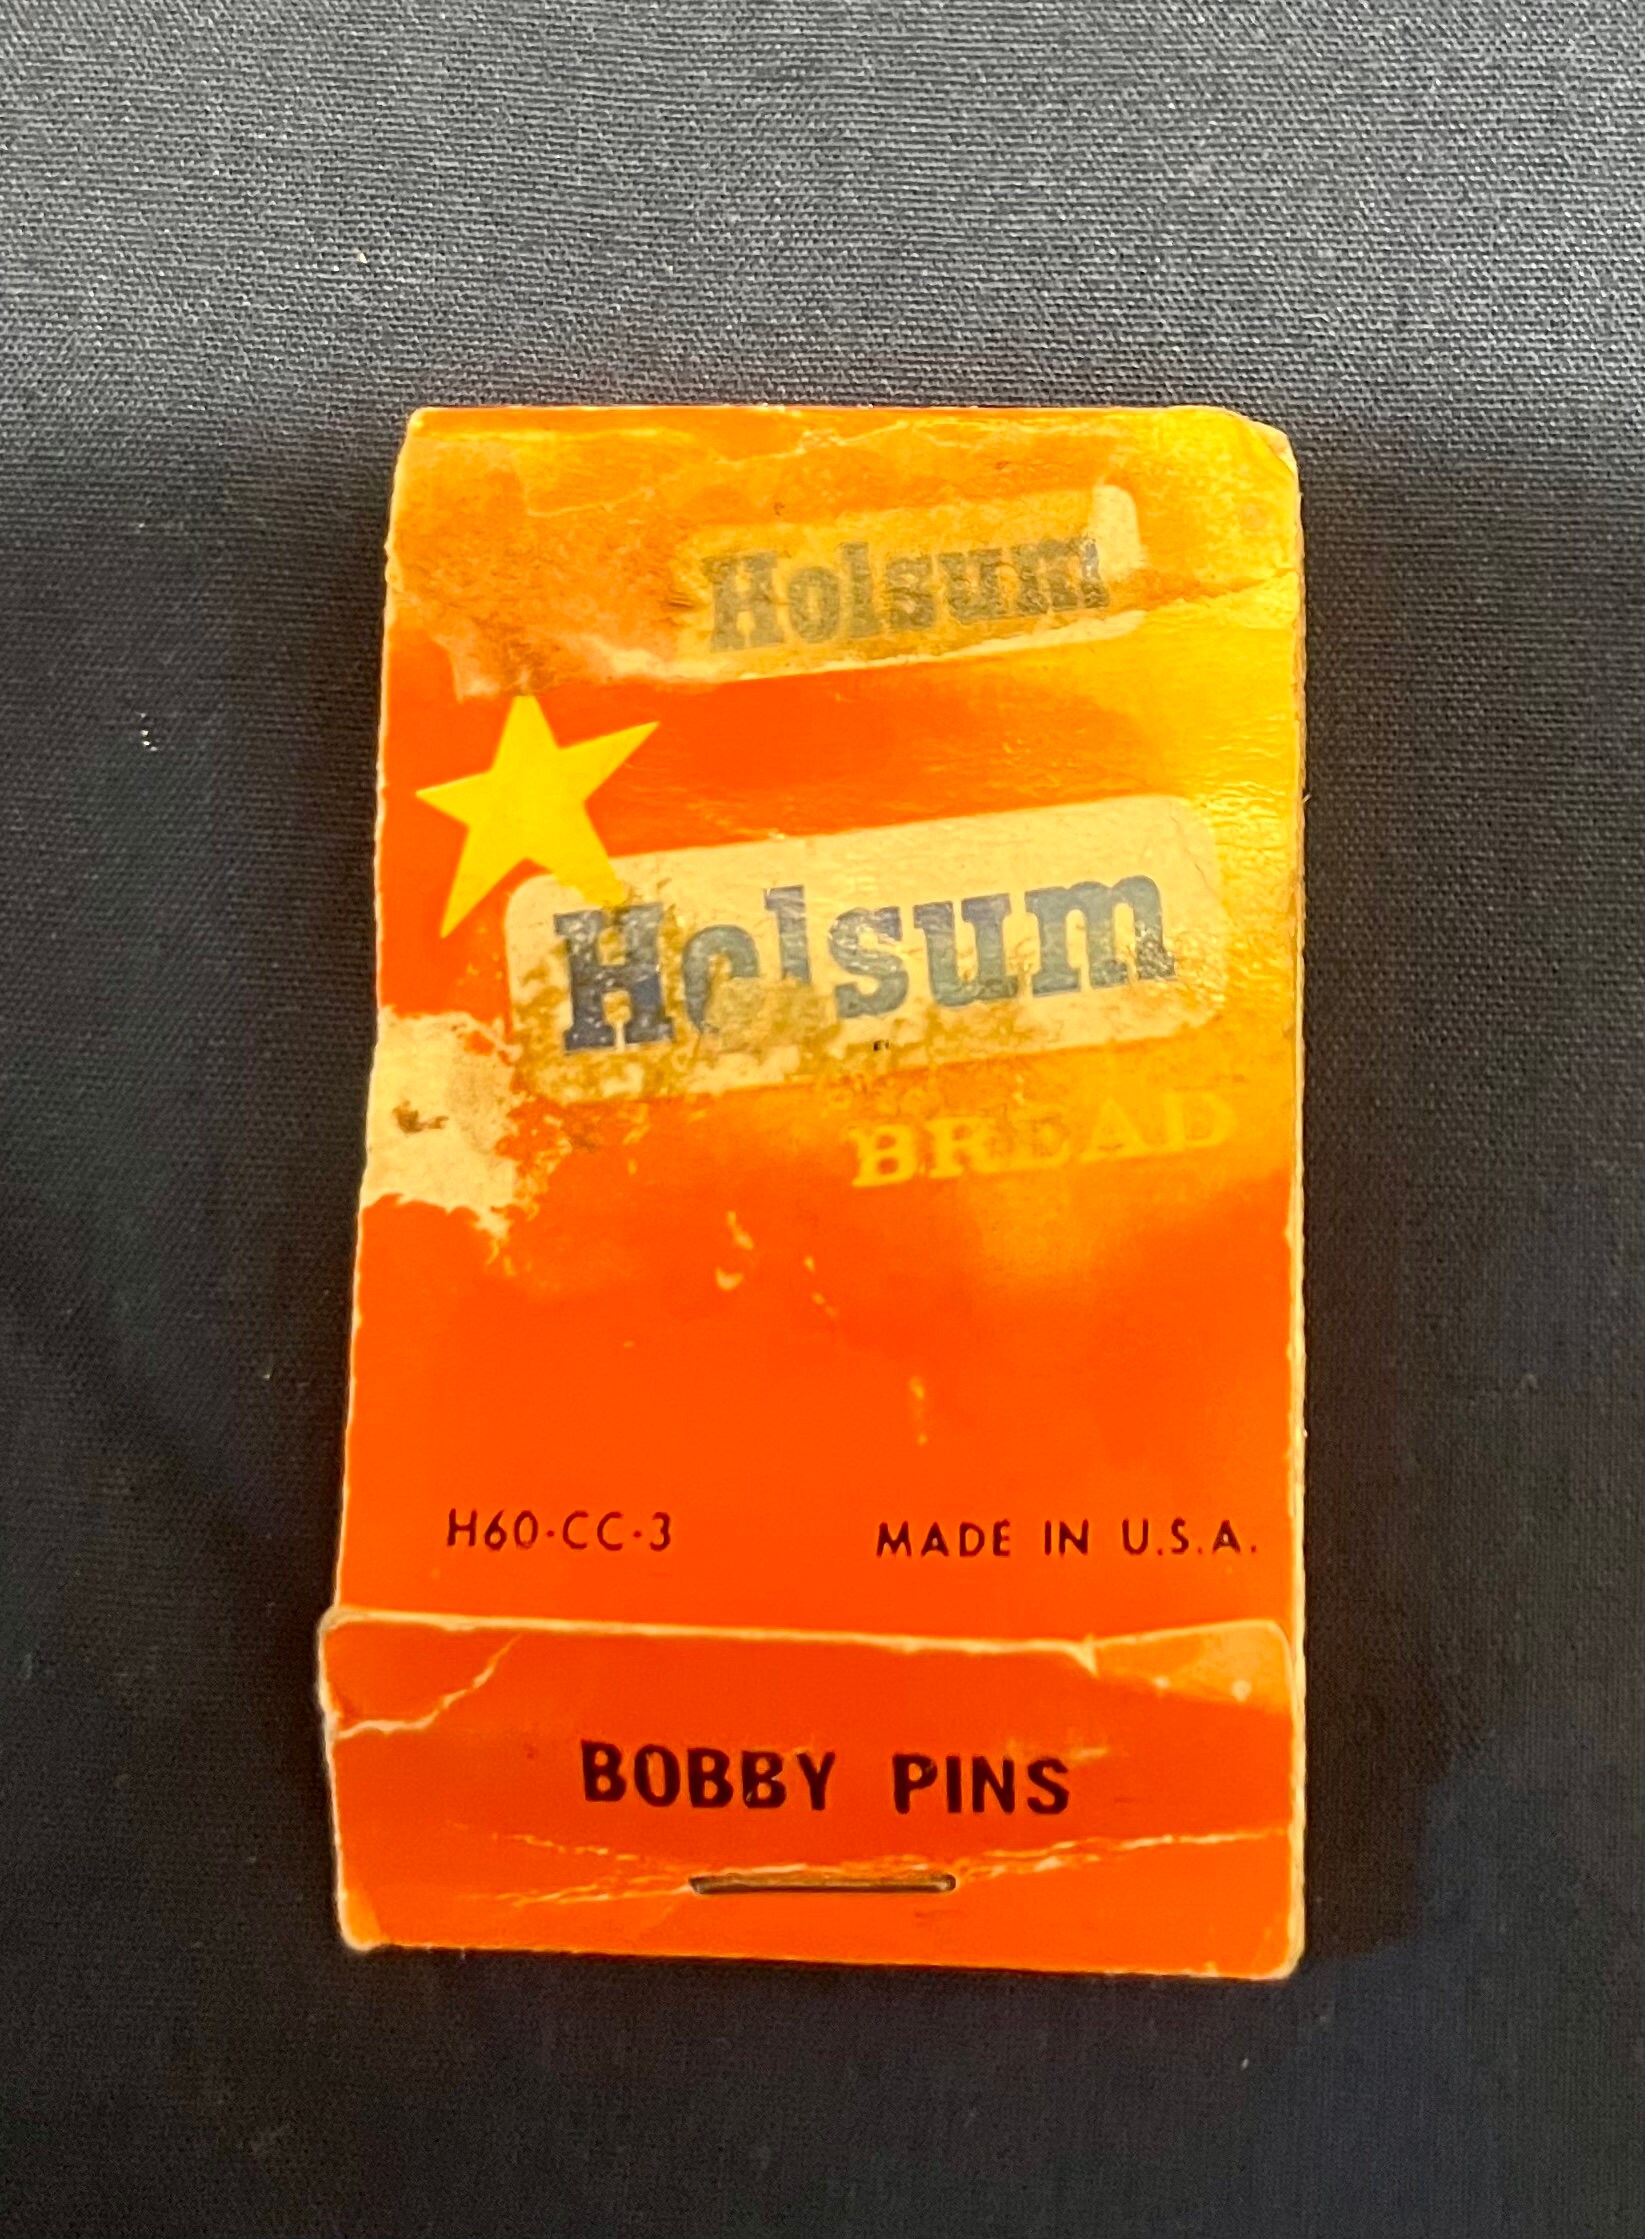 Holsum
Holsum
BREAD
H60-CC-3 MADE IN U.S.A.
BOBBY PINS